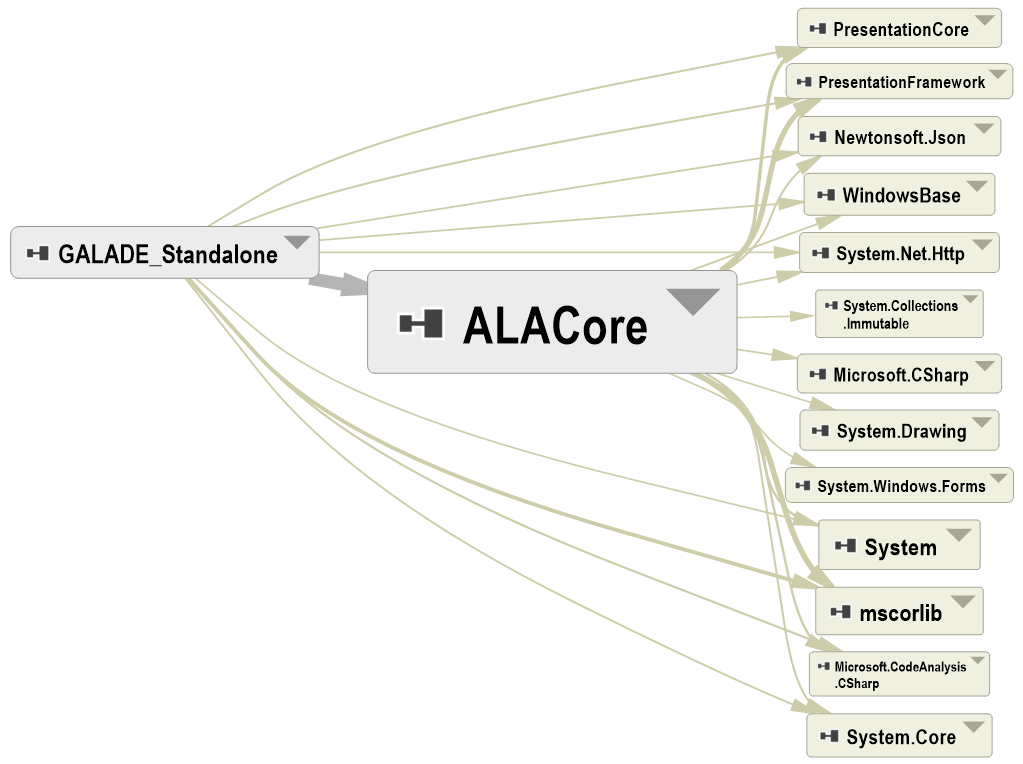 PresentationCore
PresentationFramework
Newtonsoft.Json
WindowsBase
GALADE_Standalone
System.Net.Http
ALACore
System.Collections
.Immutable
Microsoft.CSharp
System.Drawing
System.Windows.Forms
System
mscorlib
Microsoft.CodeAnalysis
.CSharp
System.Core